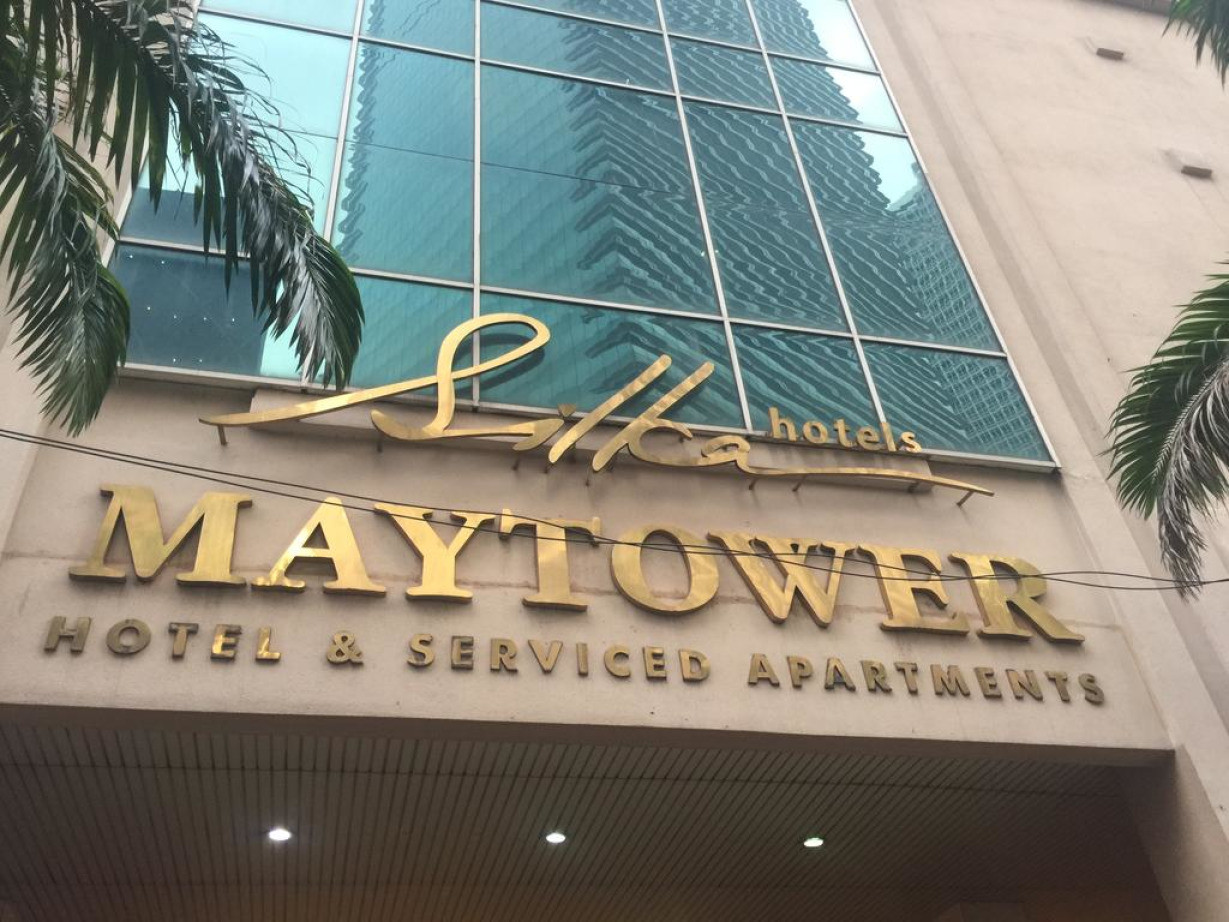 Silka hotels
MAYTOWER
HOTEL & SERVICED APARTMENTS